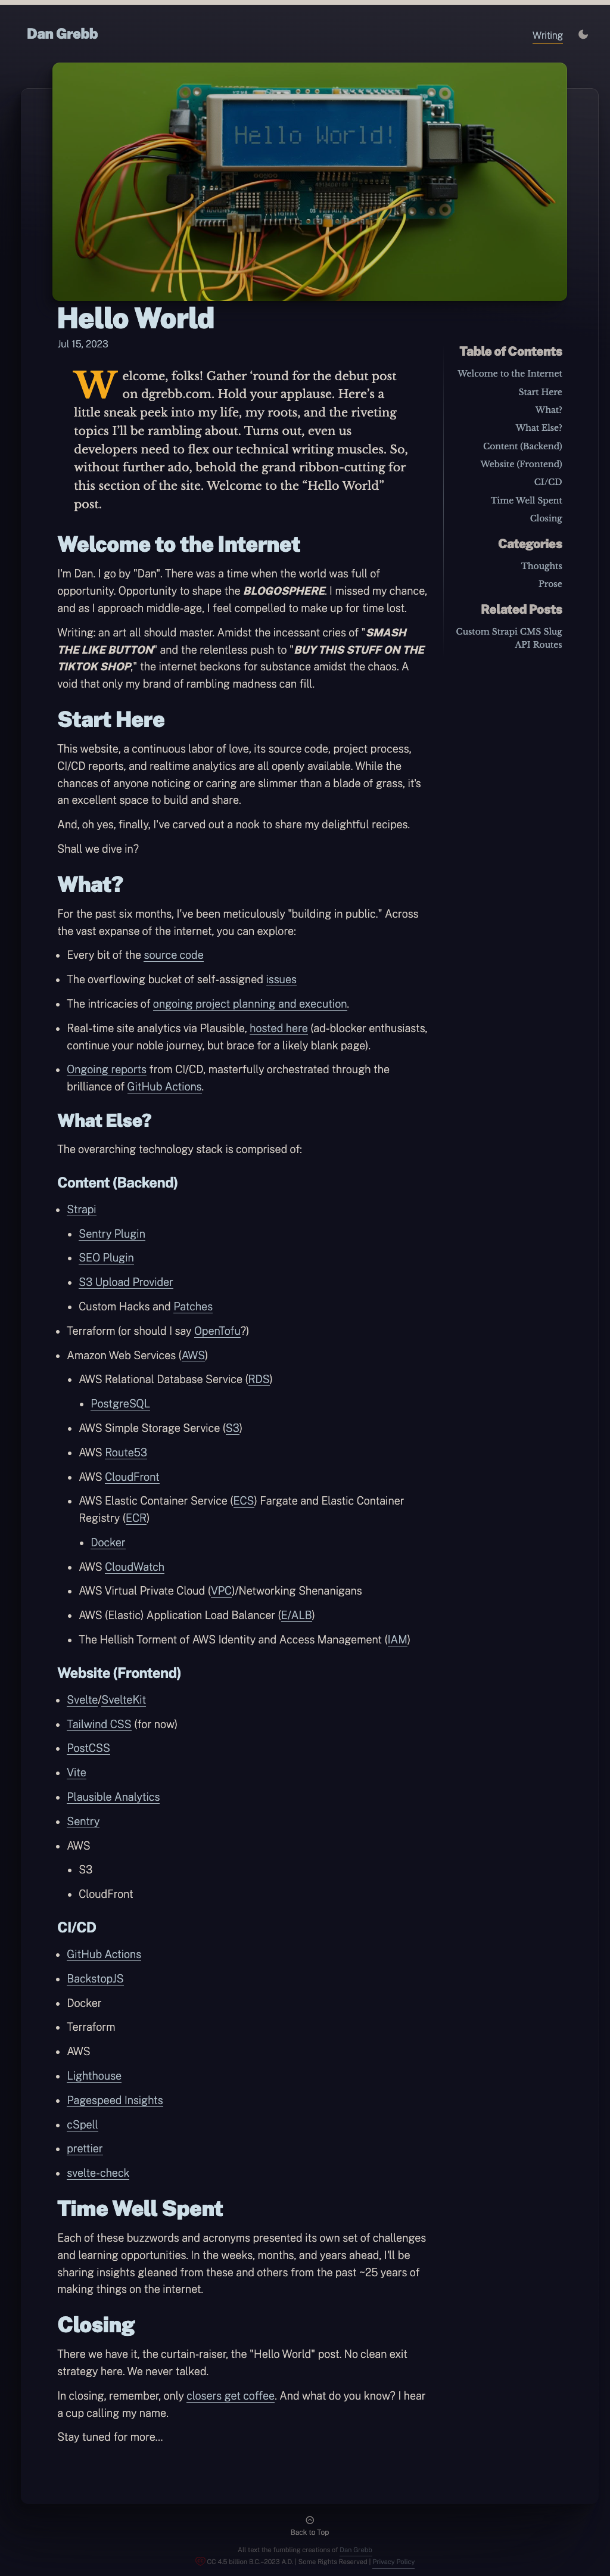 Dan Grebb
Writing
Hello World!
Hello World
Jul 15, 2023
Welcome, folks! Gather ‘round for the debut post
on dgrebb.com. Hold your applause. Here’s a
little sneak peek into my life, my roots, and the riveting
topics I’ll be rambling about. Turns out, even us
developers need to flex our technical writing muscles. So,
without further ado, behold the grand ribbon-cutting for
this section of the site. Welcome to the “Hello World”
post.
Table of Contents
Welcome to the Internet
Start Here
What?
What Else?
Content (Backend)
Website (Frontend)
CI/CD
Time Well Spent
Closing
Categories
Thoughts
Prose
Related Posts
Custom Strapi CMS Slug
API Routes
Welcome to the Internet
I'm Dan. I go by "Dan". There was a time when the world was full of
opportunity. Opportunity to shape the BLOGOSPHERE. I missed my chance,
and as I approach middle-age, I feel compelled to make up for time lost.
Writing: an art all should master. Amidst the incessant cries of "SMASH
THE LIKE BUTTON" and the relentless push to "BUY THIS STUFF ON THE
TIKTOK SHOP," the internet beckons for substance amidst the chaos. A
void that only my brand of rambling madness can fill.
Start Here
This website, a continuous labor of love, its source code, project process,
CI/CD reports, and realtime analytics are all openly available. While the
chances of anyone noticing or caring are slimmer than a blade of grass, it's
an excellent space to build and share.
And, oh yes, finally, I've carved out a nook to share my delightful recipes.
Shall we dive in?
What?
For the past six months, I've been meticulously "building in public." Across
the vast expanse of the internet, you can explore:
• Every bit of the source code
• The overflowing bucket of self-assigned issues
• The intricacies of ongoing project planning and execution.
• Real-time site analytics via Plausible, hosted here (ad-blocker enthusiasts,
continue your noble journey, but brace for a likely blank page).
• Ongoing reports from CI/CD, masterfully orchestrated through the
brilliance of GitHub Actions.
What Else?
The overarching technology stack is comprised of:
Content (Backend)
• Strapi
• Sentry Plugin
• SEO Plugin
• S3 Upload Provider
• Custom Hacks and Patches
• Terraform (or should I say OpenTofu?)
• Amazon Web Services (AWS)
• AWS Relational Database Service (RDS)
• PostgreSQL
• AWS Simple Storage Service (S3)
• AWS Route53
• AWS CloudFront
• AWS Elastic Container Service (ECS) Fargate and Elastic Container
Registry (ECR)
• Docker
• AWS CloudWatch
• AWS Virtual Private Cloud (VPC)/Networking Shenanigans
• AWS (Elastic) Application Load Balancer (E/ALB)
• The Hellish Torment of AWS Identity and Access Management (IAM)
Website (Frontend)
• Svelte/SvelteKit
• Tailwind CSS (for now)
• PostCSS
• Vite
• Plausible Analytics
• Sentry
• AWS
• S3
• CloudFront
CI/CD
• GitHub Actions
• BackstopJS
• Docker
• Terraform
• AWS
• Lighthouse
• Pagespeed Insights
• cSpell
• prettier
• svelte-check
Time Well Spent
Each of these buzzwords and acronyms presented its own set of challenges
and learning opportunities. In the weeks, months, and years ahead, I'll be
sharing insights gleaned from these and others from the past ~25 years of
making things on the internet.
Closing
There we have it, the curtain-raiser, the "Hello World" post. No clean exit
strategy here. We never talked.
In closing, remember, only closers get coffee. And what do you know? I hear
a cup calling my name.
Stay tuned for more...
Back to Top
All text the fumbling creations of Dan Grebb
CC 4.5 billion B.C.–2023 A.D. | Some Rights Reserved | Privacy Policy